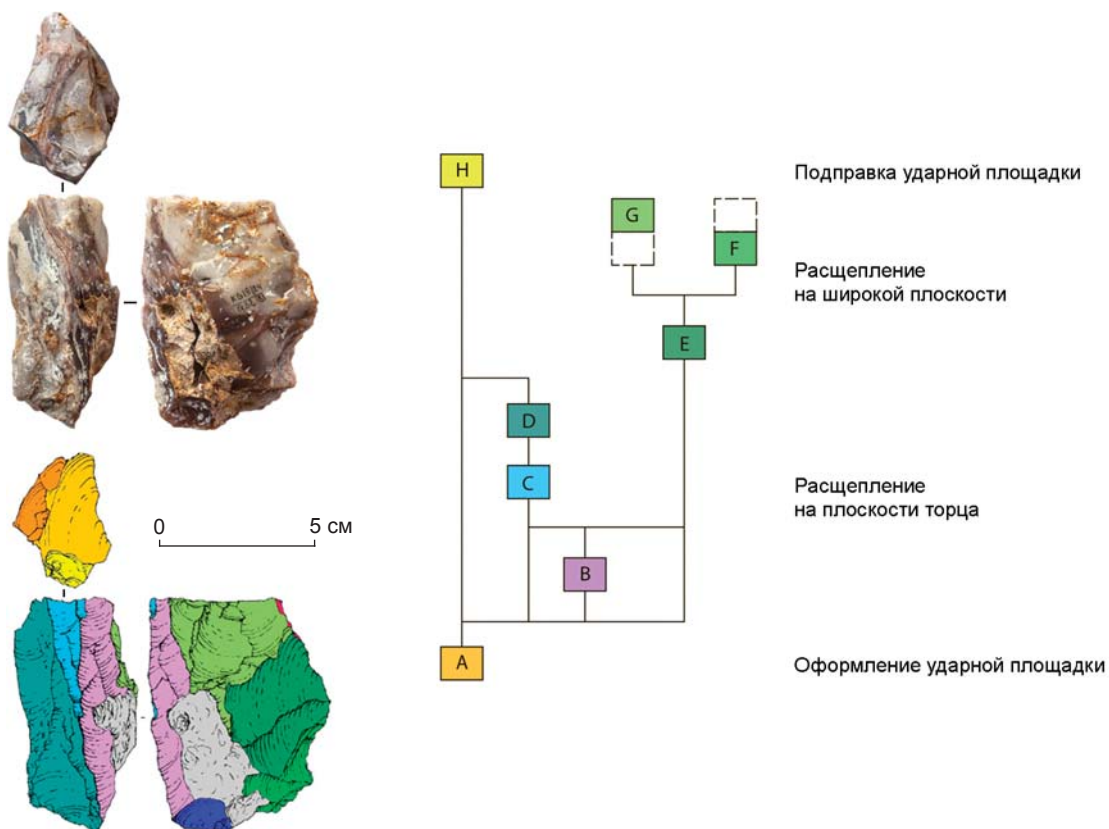 H
Подправка ударной площадки
G
F
Расщепление
на широкой плоскости
E
D
C
Расщепление
на плоскости торца
0 5 см
B
A
Оформление ударной площадки